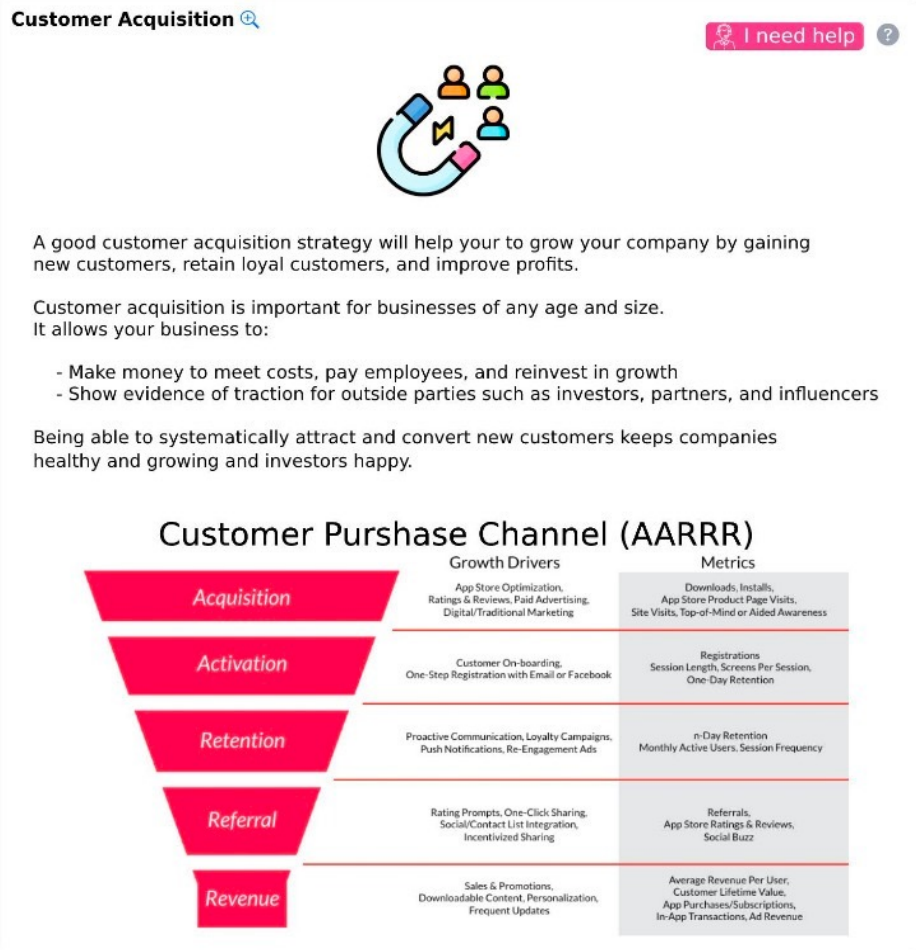 Customer Acquisition
I need help
?
A good customer acquisition strategy will help your to grow your company by gaining
new customers, retain loyal customers, and improve profits.
Customer acquisition is important for businesses of any age and size.
It allows your business to:
- Make money to meet costs, pay employees, and reinvest in growth
- Show evidence of traction for outside parties such as investors, partners, and influencers
Being able to systematically attract and convert new customers keeps companies
healthy and growing and investors happy.
Customer Purshase Channel (AARRR)
Growth Drivers
Metrics
Acquisition
App Store Optimization,
Ratings & Reviews, Paid Advertising,
Digital/Traditional Marketing
Downloads, Installs,
App Store Product Page Visits,
Site Visits, Top-of-Mind or Aided Awareness
Activation
Customer On-boarding,
One-Step Registration with Email or Facebook
Registrations
Session Length, Screens Per Session,
One-Day Retention
Retention
Proactive Communication, Loyalty Campaigns,
Push Notifications, Re-Engagement Ads
n-Day Retention
Monthly Active Users, Session Frequency
Referral
Rating Prompts, One-Click Sharing,
Social/Contact List Integration,
Incentivized Sharing
Referrals,
App Store Ratings & Reviews,
Social Buzz
Revenue
Sales & Promotions,
Downloadable Content, Personalization,
Frequent Updates
Average Revenue Per User,
Customer Lifetime Value,
App Purchases/Subscriptions,
In-App Transactions, Ad Revenue